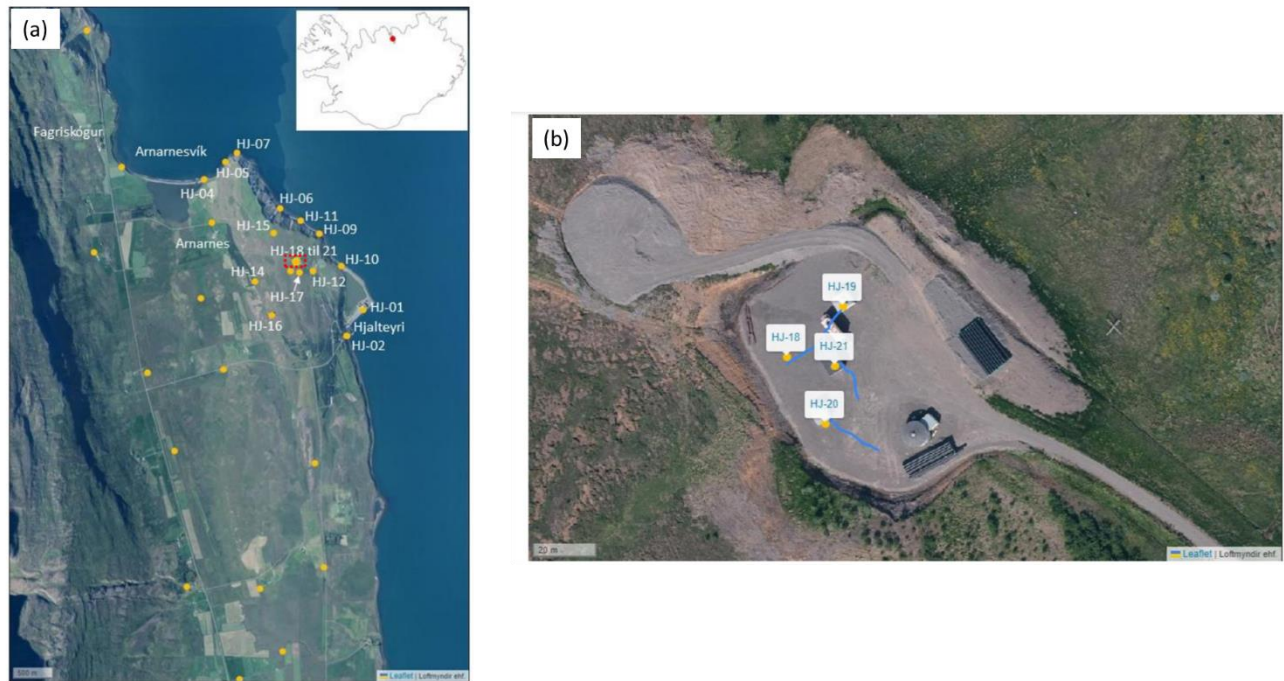 (a)
Fagriskógur
Arnarnesvík
HJ-07
HJ-05
HJ-04
HJ-06
HJ-11
HJ-15
HJ-09
Arnarnes
HJ-18 til 21
HJ-10
HJ-14
HJ-12
HJ-17
HJ-01
HJ-16
Hjalteyri
HJ-02
500 m
Leaflet | Loftmyndir ehf.
(b)
HJ-19
HJ-18
HJ-21
HJ-20
20 m
Leaflet | Loftmyndir ehf.